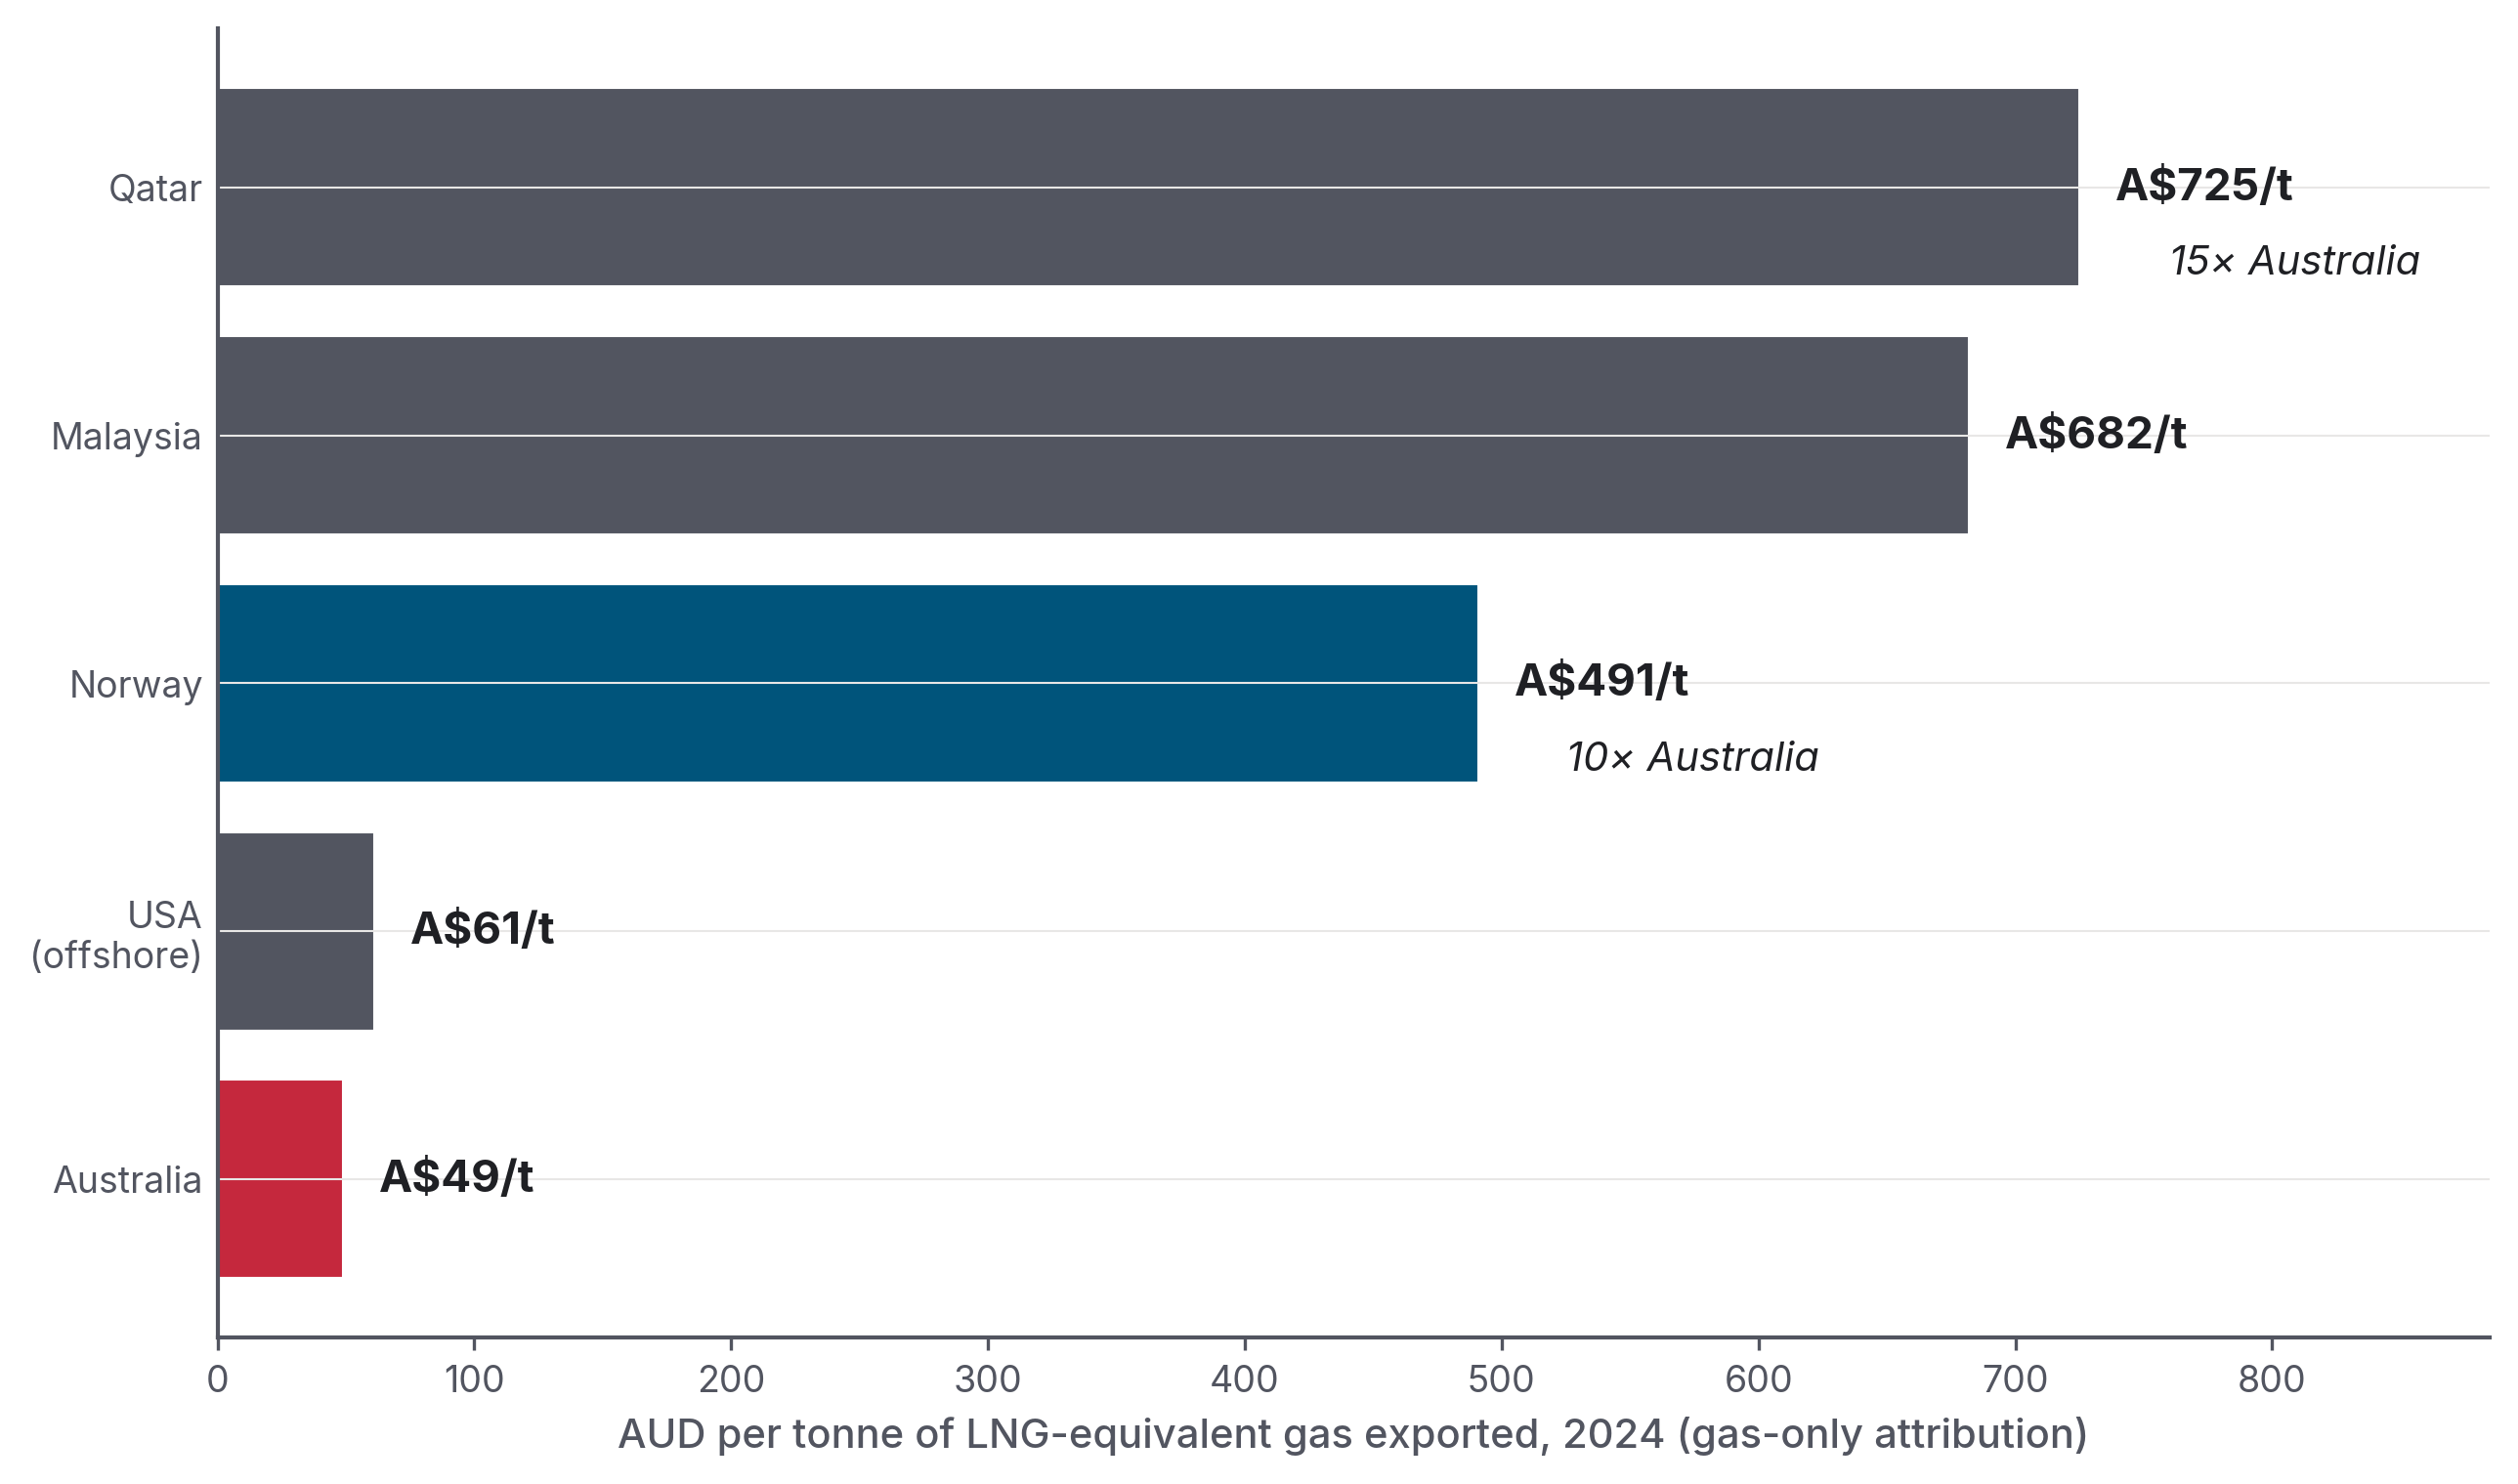 Qatar
A$725/t
15× Australia
Malaysia
A$682/t
Norway
A$491/t
10× Australia
USA
(offshore)
A$61/t
Australia
A$49/t
0 100 200 300 400 500 600 700 800
AUD per tonne of LNG-equivalent gas exported, 2024 (gas-only attribution)